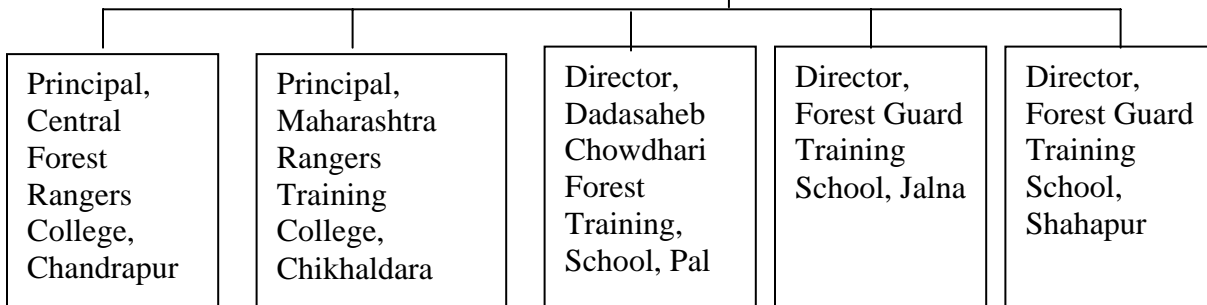 Principal,
Central
Forest
Rangers
College,
Chandrapur
Principal,
Maharashtra
Rangers
Training
College,
Chikhaldara
Director,
Dadasaheb
Chowdhari
Forest
Training,
School, Pal
Director,
Forest Guard
Training
School, Jalna
Director,
Forest Guard
Training
School,
Shahapur